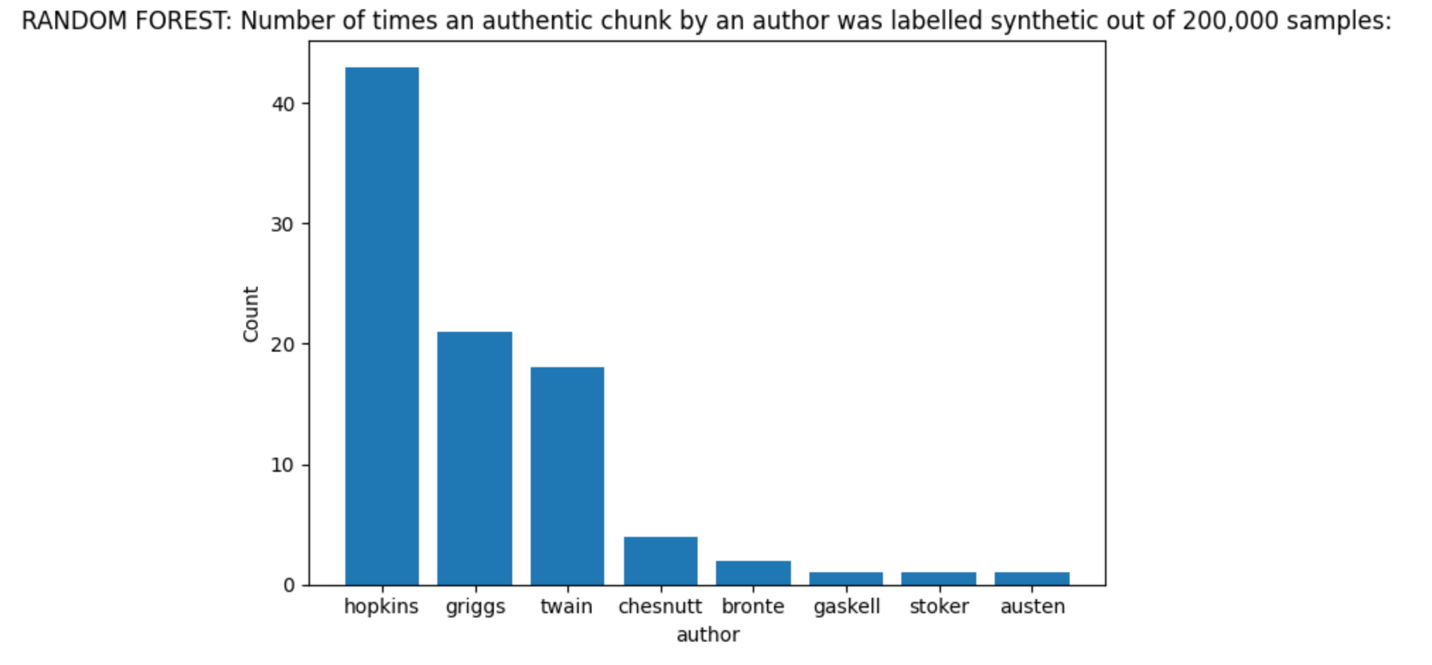 RANDOM FOREST: Number of times an authentic chunk by an author was labelled synthetic out of 200,000 samples:
40
30
20
10
0
Count
hopkins griggs twain chesnutt bronte gaskell stoker austen
author